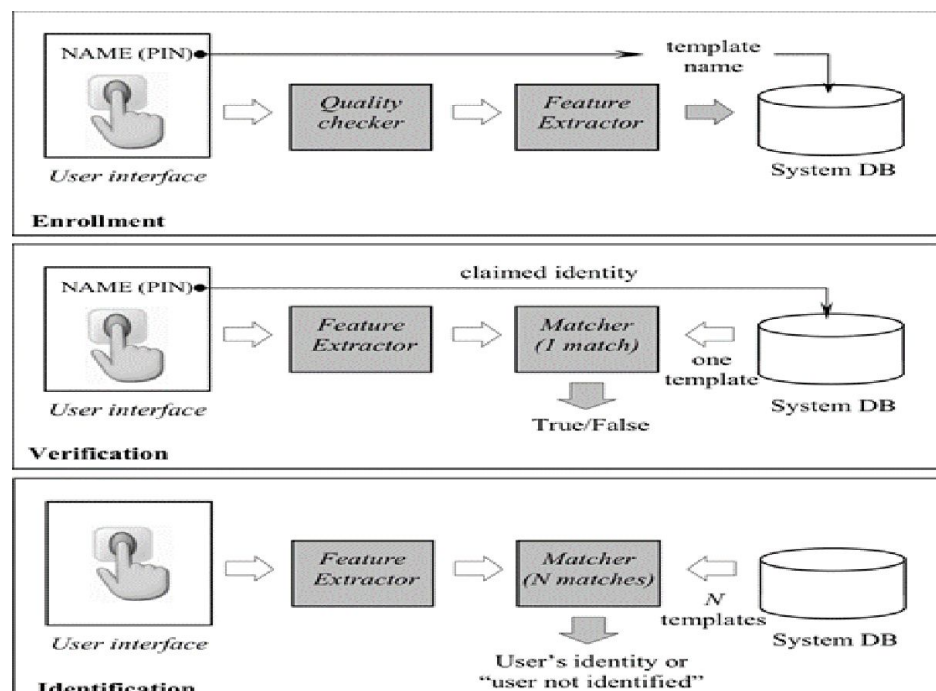 NAME (PIN)
template
name
Quality
checker
Feature
Extractor
User interface
System DB
Enrollment
claimed identity
NAME (PIN)
Feature
Extractor
Matcher
(1 match)
one
template
User interface
System DB
True/False
Verification
Feature
Extractor
Matcher
(N matches)
N
templates
User interface
System DB
User's identity or
"user not identified"
Identification